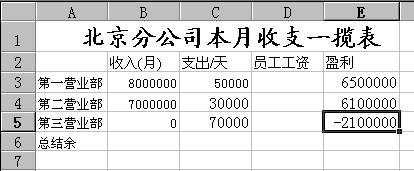 A B C D E
1 北京分公司本月收支一揽表
2 收入(月) 支出/天 员工工资 盈利
3 第一营业部 8000000 50000 6500000
4 第二营业部 7000000 30000 6100000
5 第三营业部 0 70000 -2100000
6 总结余
7